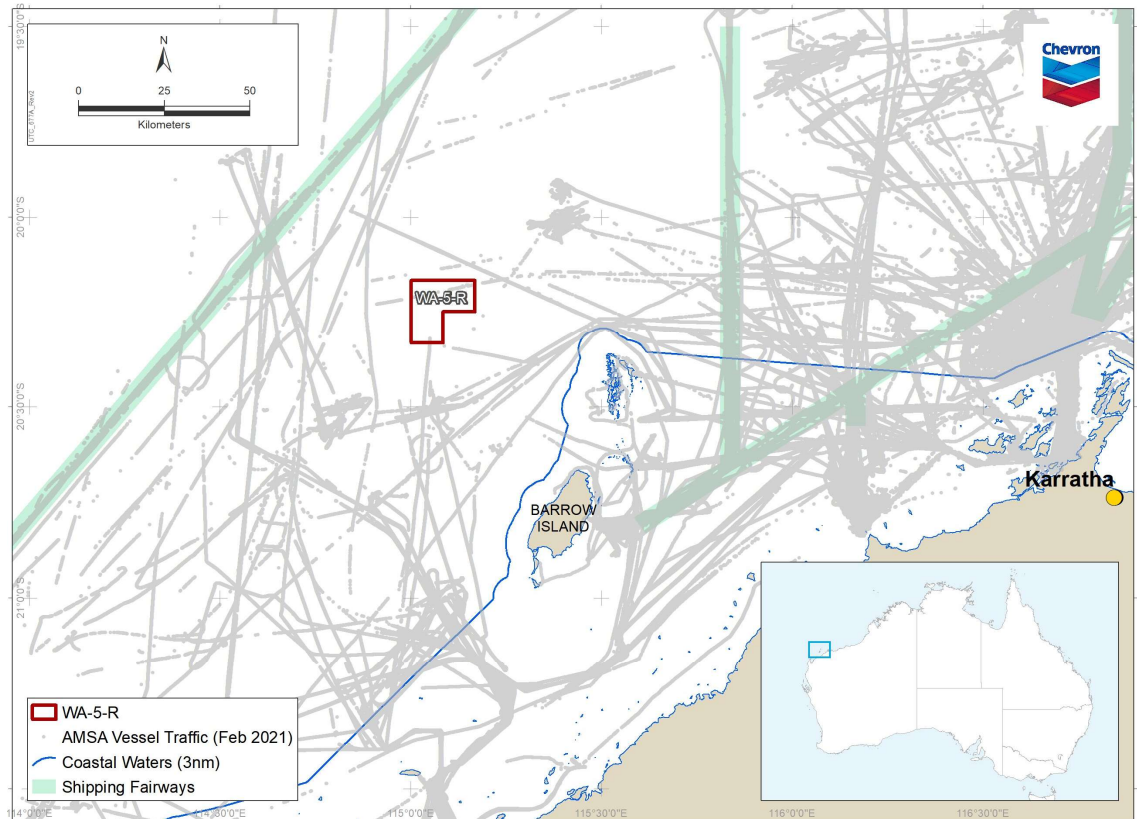 19°30'0"S
N
0 25 50
Kilometers
UTC_677A_Rev2
Chevron
20°0'0"S
WA-5-R
20°30'0"S
Karratha
BARROW
ISLAND
21°0'0"S
WA-5-R
AMSA Vessel Traffic (Feb 2021)
Coastal Waters (3nm)
Shipping Fairways
114°0'0"E
114°30'0"E
115°0'0"E
115°30'0"E
116°0'0"E
116°30'0"E